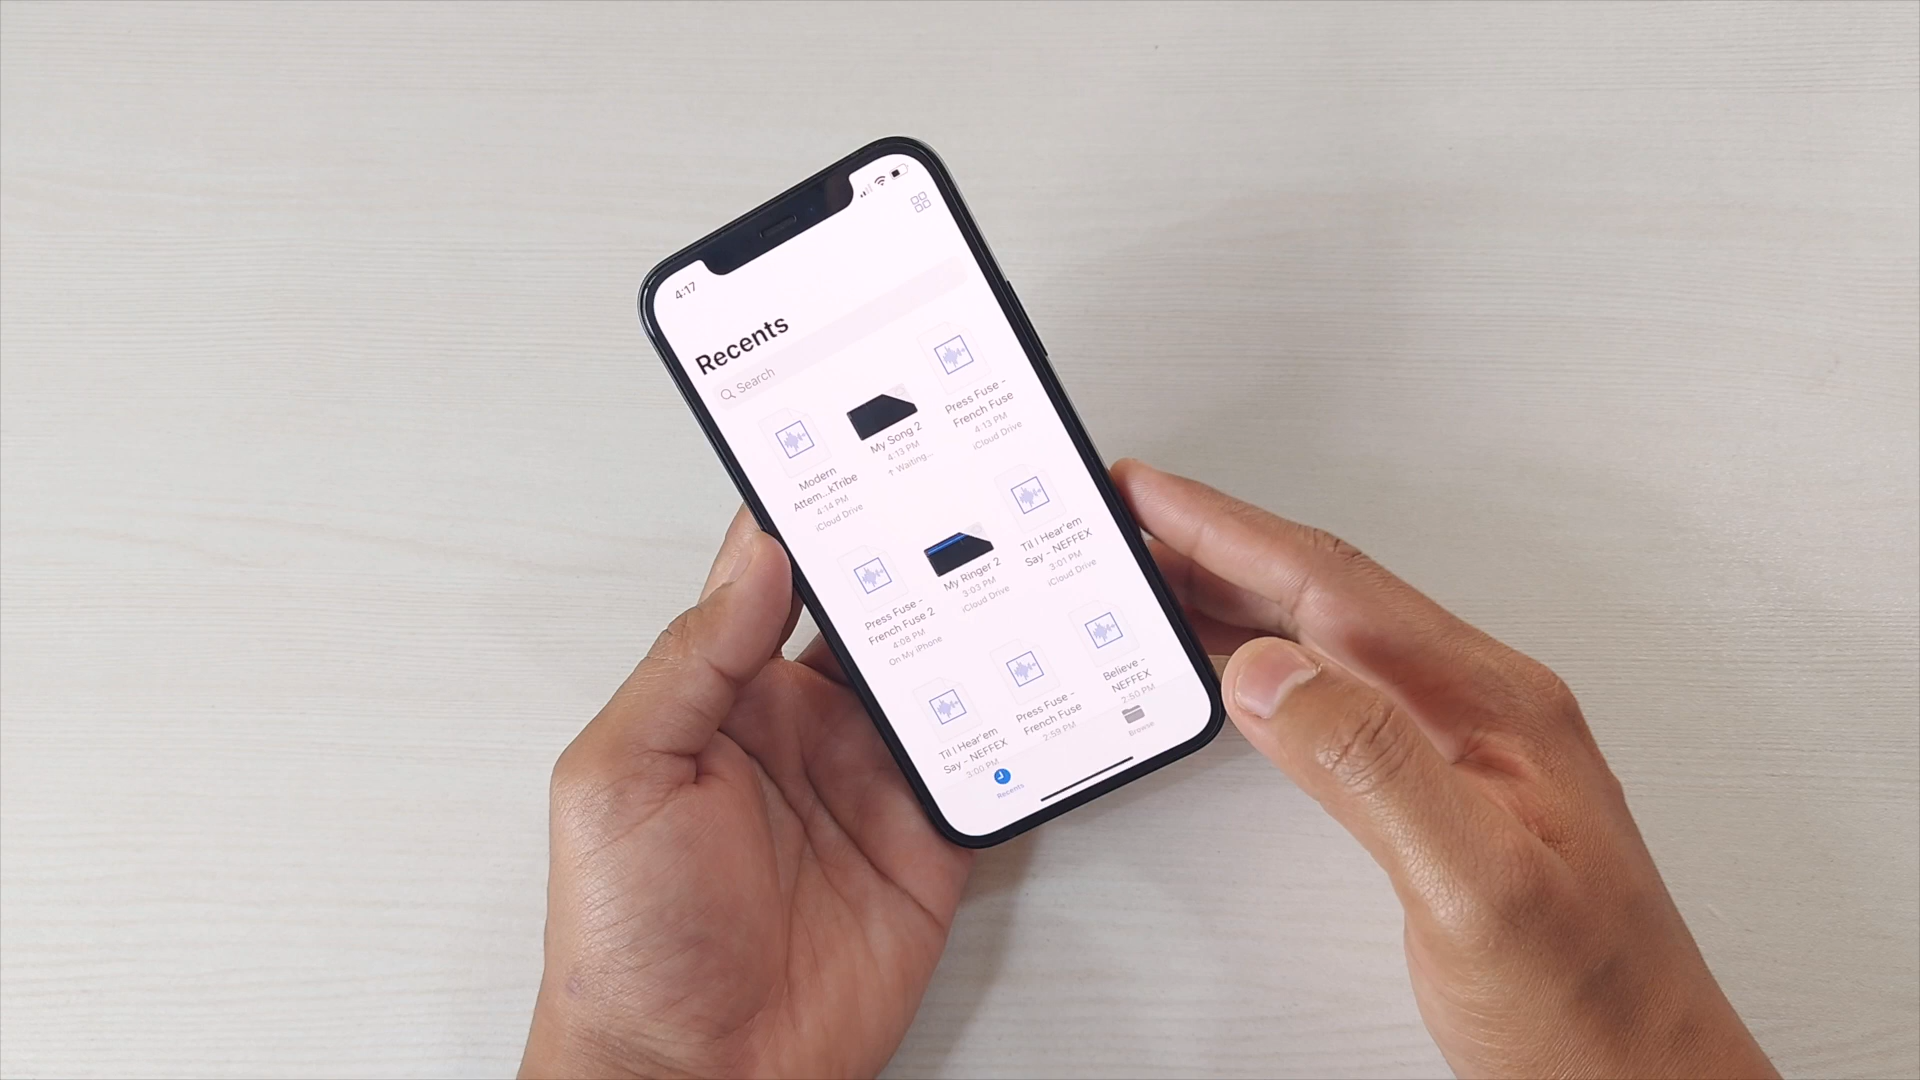 4:17
Recents
Search
Modern
Attem...kTribe
4:14 PM
iCloud Drive
My Song 2
4:13 PM
↑ Waiting...
Press Fuse -
French Fuse
4:13 PM
iCloud Drive
Press Fuse -
French Fuse 2
4:08 PM
On My iPhone
My Ringer 2
3:03 PM
iCloud Drive
Til I Hear'em
Say - NEFFEX
3:01 PM
iCloud Drive
Til I Hear'em
Say - NEFFEX
3:00 PM
Press Fuse -
French Fuse
2:59 PM
Believe -
NEFFEX
2:50 PM
Recents
Browse